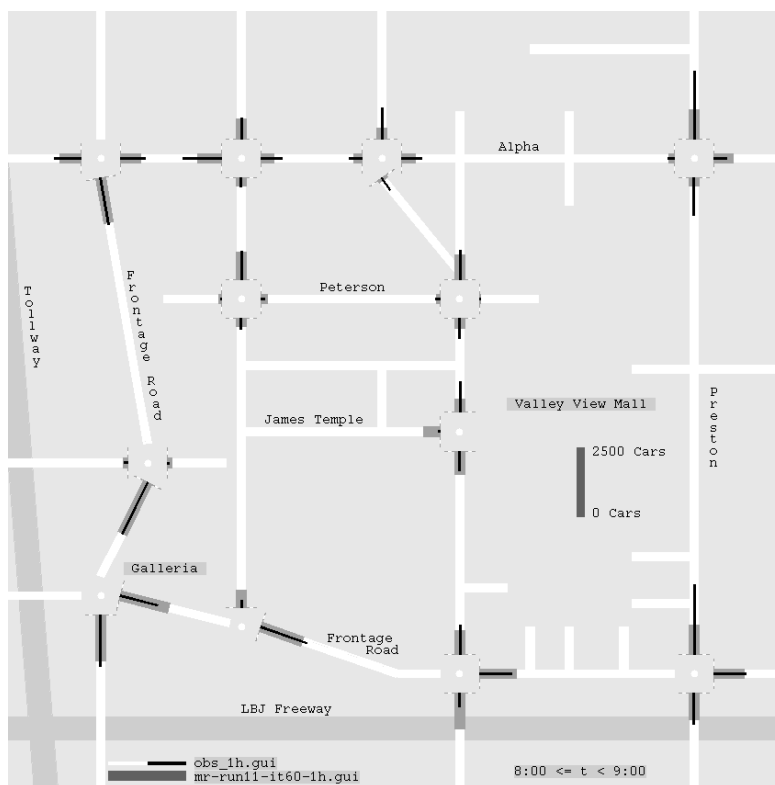 Alpha
Peterson
Tollway
Frontage Road
James Temple
Valley View Mall
Preston
2500 Cars
0 Cars
Galleria
Frontage
Road
LBJ Freeway
obs_1h.gui
mr-run11-it60-1h.gui
8:00 <= t < 9:00